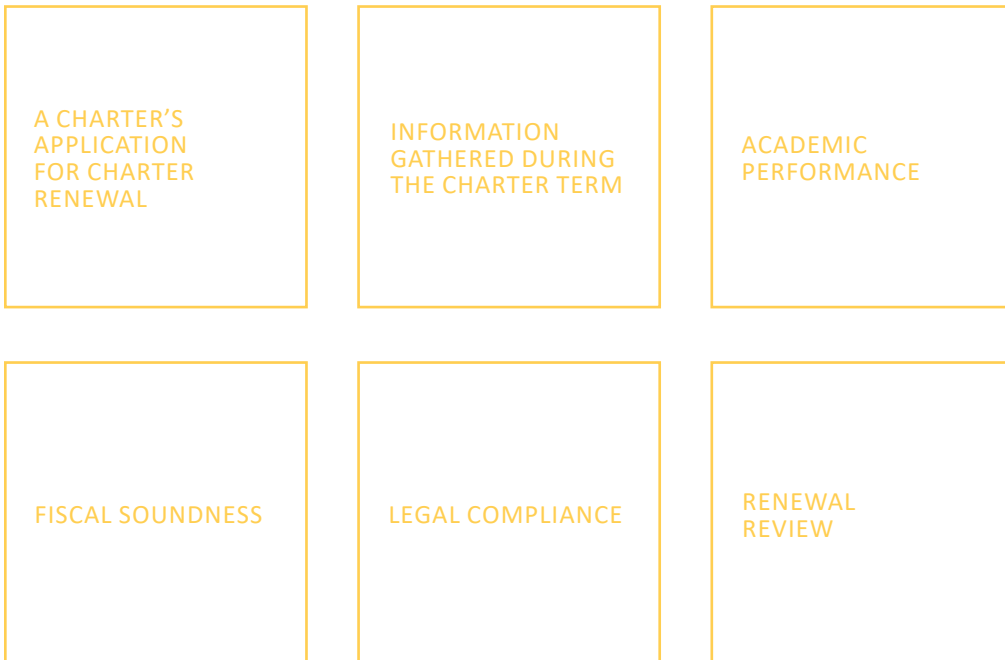 A CHARTER’S
APPLICATION
FOR CHARTER
RENEWAL
INFORMATION
GATHERED DURING
THE CHARTER TERM
ACADEMIC
PERFORMANCE
FISCAL SOUNDNESS
LEGAL COMPLIANCE
RENEWAL
REVIEW